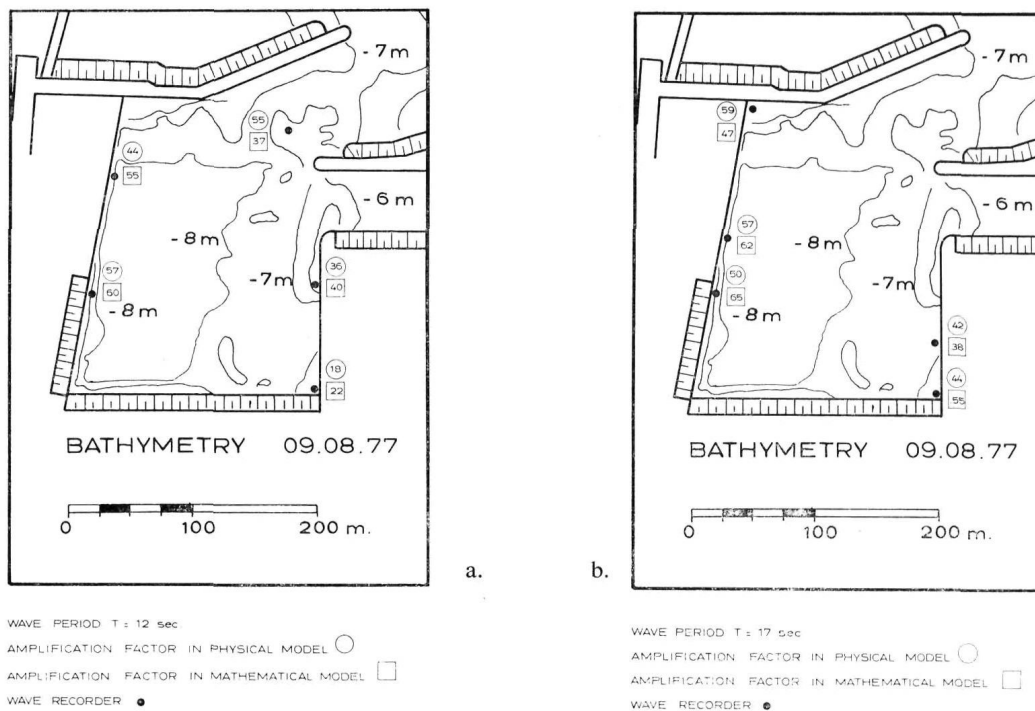 - 7m
55
37
44
55
- 6 m
- 8 m
36
- 7m
40
57
60
- 8 m
18
22
BATHYMETRY 09.08.77
0 100 200 m.
a.
WAVE PERIOD T = 12 sec
AMPLIFICATION FACTOR IN PHYSICAL MODEL
AMPLIFICATION FACTOR IN MATHEMATICAL MODEL
WAVE RECORDER
- 7m
59
47
- 6 m
57
62
- 8 m
50
65
- 7m
- 8 m
42
38
44
55
BATHYMETRY 09.08.77
0 100 200 m.
b.
WAVE PERIOD T = 17 sec
AMPLIFICATION FACTOR IN PHYSICAL MODEL
AMPLIFICATION FACTOR IN MATHEMATICAL MODEL
WAVE RECORDER